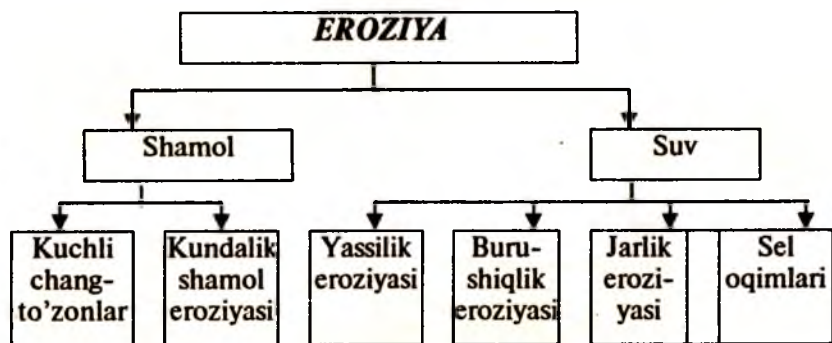 EROZIYA
Shamol
Suv
Kuchli
chang-
to'zonlar
Kundalik
shamol
eroziyasi
Yassilik
eroziyasi
Buru-
shiqlik
eroziyasi
Jarlik
erozi-
yasi
Sel
oqimlari